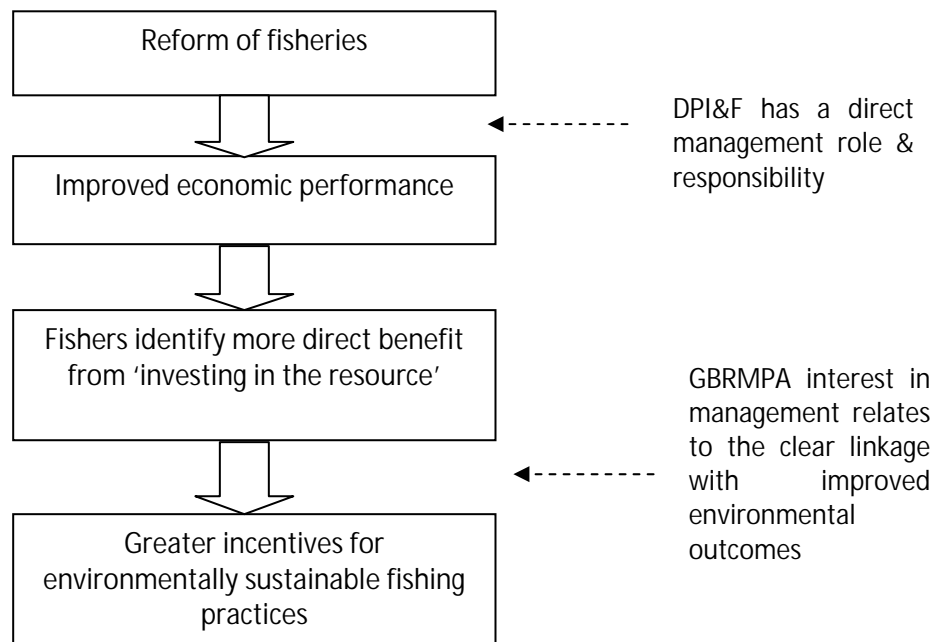 Reform of fisheries
DPI&F has a direct
management role &
responsibility
Improved economic performance
Fishers identify more direct benefit
from ‘investing in the resource’
GBRMPA interest in
management relates
to the clear linkage
with improved
environmental
outcomes
Greater incentives for
environmentally sustainable fishing
practices